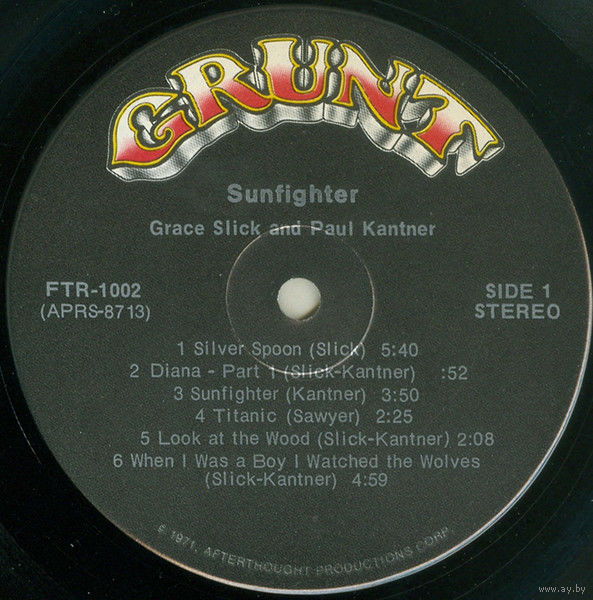 GRUNT
Sunfighter
Grace Slick and Paul Kantner
FTR-1002
(APRS-8713)
SIDE 1
STEREO
1 Silver Spoon (Slick) 5:40
2 Diana - Part 1 (Slick-Kantner) :52
3 Sunfighter (Kantner) 3:50
4 Titanic (Sawyer) 2:25
5 Look at the Wood (Slick-Kantner) 2:08
6 When I Was a Boy I Watched the Wolves
(Slick-Kantner) 4:59
© 1971, AFTERTHOUGHT PRODUCTIONS CORP.
www.ay.by